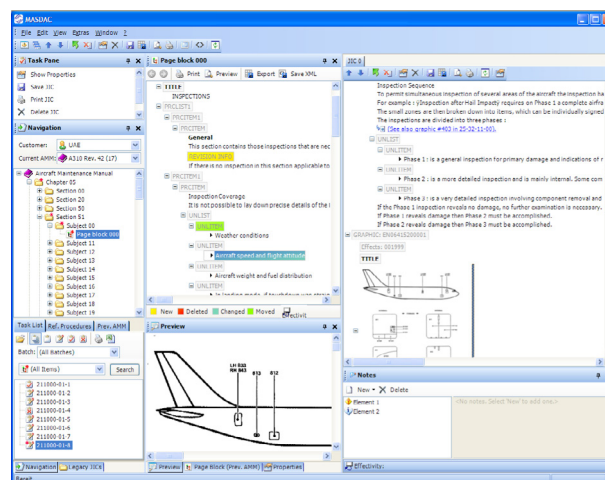 MASDAC
File Edit View Extras Window ?
Task Pane
Show Properties
Save JIC
Print JIC
Delete JIC
Navigation
Customer: UAE
Current AMM: A310 Rev. 42 (17)
Aircraft Maintenance Manual
Chapter 05
Section 00
Section 20
Section 50
Section 51
Subject 00
Page block 000
Subject 11
Subject 12
Subject 13
Subject 14
Subject 15
Subject 16
Subject 17
Subject 18
Subject 19
Task List Ref. Procedures Prev. AMM
Batch: (All Batches)
(All Items) Search
211000-01-1
211000-01-2
211000-01-3
211000-01-4
211000-01-5
211000-01-6
211000-01-7
211000-01-8
Navigation Legacy JICs
Bereit
Page block 000
Print Preview Export Save XML
TITLE
INSPECTIONS
PRCLIST1
PRCITEM1
PRCITEM
General
This section contains those inspections that are nec
REVISION INFO
If there is no inspection in this section applicable to
PRCITEM1
PRCITEM
Inspection Coverage
It is not possible to lay down precise details of the i
UNLIST
UNLITEM
Weather conditions
UNLITEM
Aircraft speed and flight attitude
UNLITEM
Aircraft weight and fuel distribution
UNLITEM
New Deleted Changed Moved Effectivit
Preview
LH 633
RH 643
613
612
Preview Page Block (Prev. AMM) Properties
JIC 0
Inspection Sequence
To permit simultaneous inspection of several areas of the aircraft the inspection ha
For example : yInspection after Hail Impacty requires on Phase 1 a complete airfra
The small zones are then broken down into items, which can be individually signed
The inspections are divided into three phases :
(See also graphic #403 in 25-32-11-00).
UNLIST
UNLITEM
Phase 1 : is a general inspection for primary damage and indications of r
UNLITEM
Phase 2 : is a more detailed inspection and is mainly internal. Some com
UNLITEM
Phase 3 : is a very detailed inspection involving component removal and
If the Phase 1 inspection reveals no damage, no further examination is necessary.
If Phase 1 reveals damage then Phase 2 must be accomplished.
If Phase 2 reveals damage then Phase 3 must be accomplished.
GRAPHIC: EN06415200001
Effects: 001999
TITLE
Notes
New Delete
Element 1
Element 2
<No notes. Select 'New' to add one.>
Effectivity: